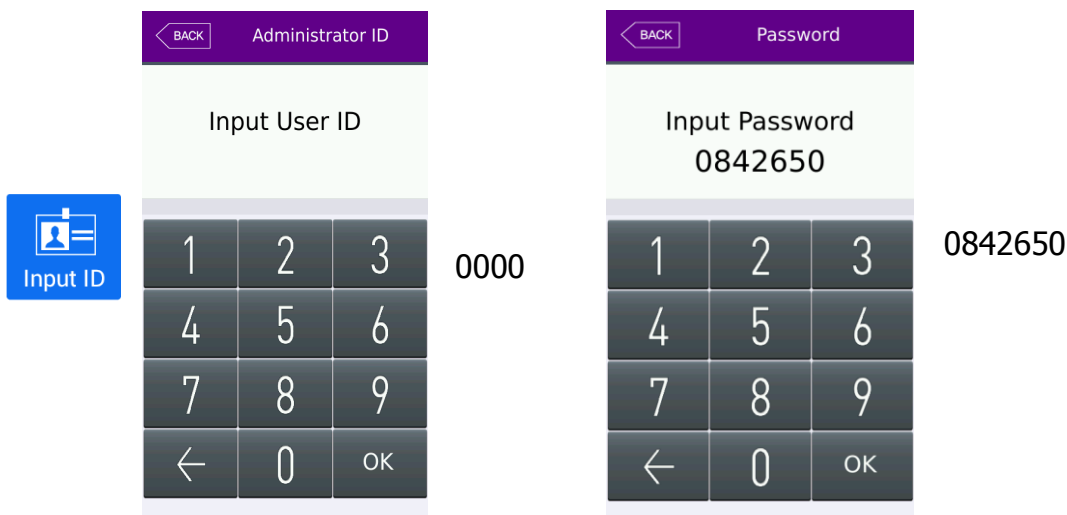 Input ID
BACK Administrator ID
Input User ID
1 2 3
4 5 6
7 8 9
← 0 OK
0000
BACK Password
Input Password
0842650
1 2 3
4 5 6
7 8 9
← 0 OK
0842650